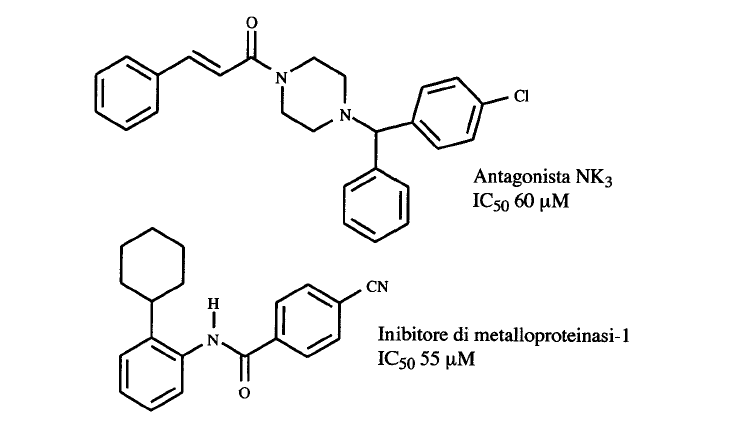 O
N
N
Cl
Antagonista NK3
IC50 60 μM
CN
H
N
O
Inibitore di metalloproteinasi-1
IC50 55 μM